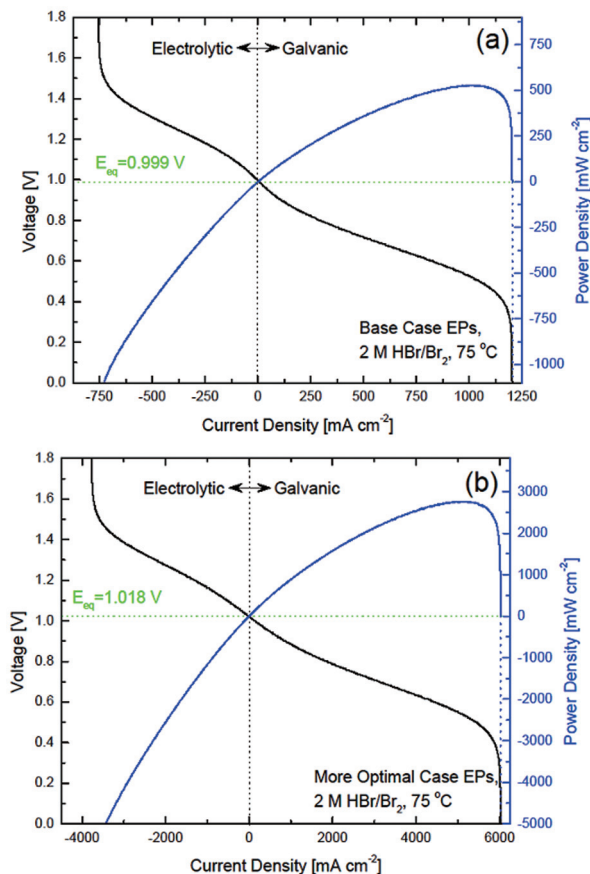 (a)
Electrolytic Galvanic
E_eq=0.999 V
Base Case EPs,
2 M HBr/Br₂, 75 °C
Voltage [V]
1.8
1.6
1.4
1.2
1.0
0.8
0.6
0.4
0.2
0.0
Power Density [mW cm⁻²]
750
500
250
0
-250
-500
-750
-1000
-750 -500 -250 0 250 500 750 1000 1250
Current Density [mA cm⁻²]
(b)
Electrolytic Galvanic
E_eq=1.018 V
More Optimal Case EPs,
2 M HBr/Br₂, 75 °C
Voltage [V]
1.8
1.6
1.4
1.2
1.0
0.8
0.6
0.4
0.2
0.0
Power Density [mW cm⁻²]
3000
2000
1000
0
-1000
-2000
-3000
-4000
-5000
-4000 -2000 0 2000 4000 6000
Current Density [mA cm⁻²]